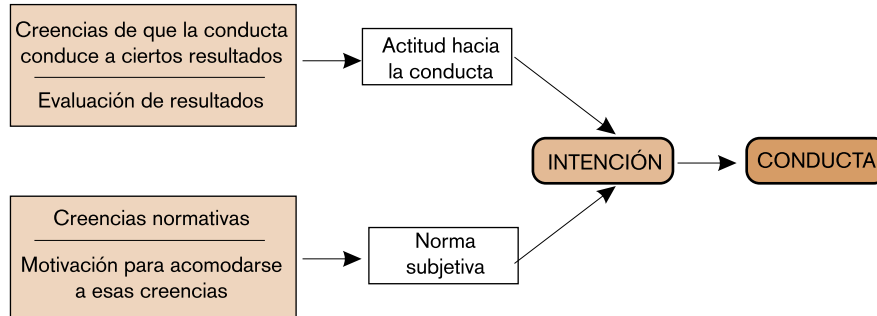 Creencias de que la conducta
conduce a ciertos resultados
Evaluación de resultados
Actitud hacia
la conducta
INTENCIÓN
CONDUCTA
Creencias normativas
Motivación para acomodarse
a esas creencias
Norma
subjetiva